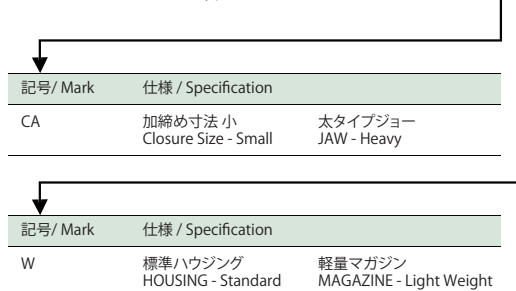 記号/ Mark 仕様 / Specification
CA 加締め寸法 小 太タイプジョー
Closure Size - Small JAW - Heavy
記号/ Mark 仕様 / Specification
W 標準ハウジング 軽量マガジン
HOUSING - Standard MAGAZINE - Light Weight